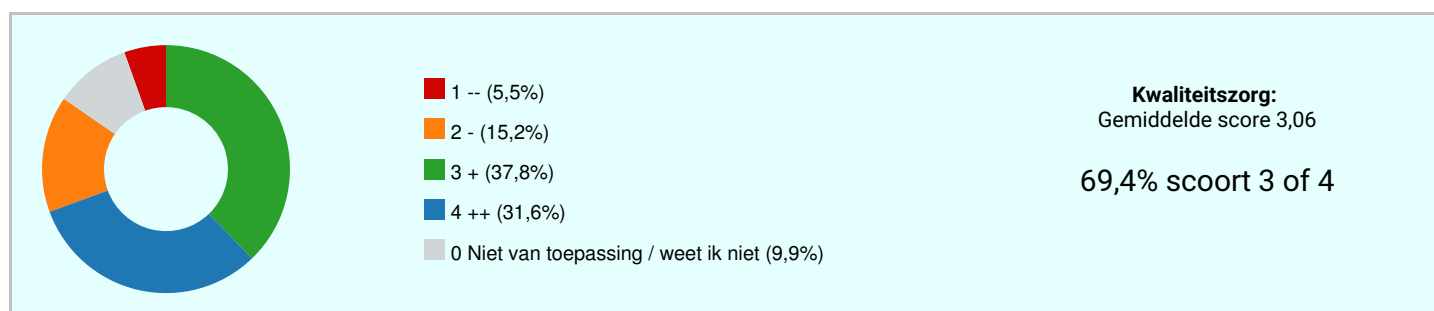 1 -- (5,5%)
2 - (15,2%)
3 + (37,8%)
4 ++ (31,6%)
0 Niet van toepassing / weet ik niet (9,9%)
Kwaliteitszorg:
Gemiddelde score 3,06
69,4% scoort 3 of 4